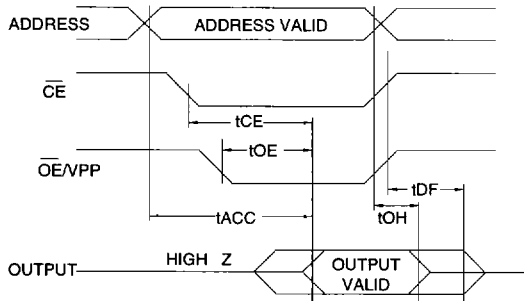 ADDRESS
ADDRESS VALID
CE
tCE
tOE
OE/VPP
tDF
tACC
tOH
HIGH Z
OUTPUT
OUTPUT
VALID